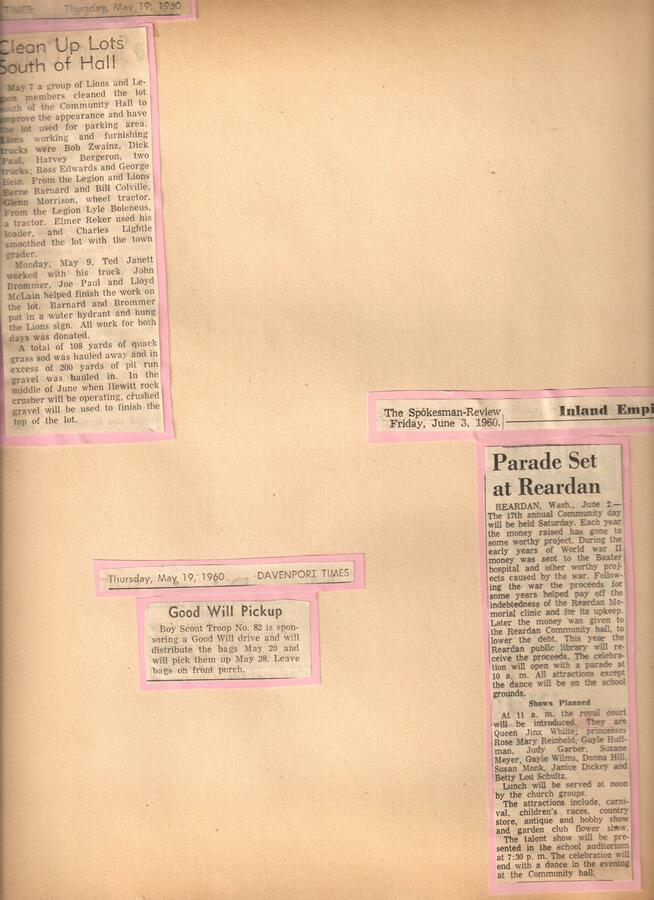 TIMES Thursday, May 19, 1960
Clean Up Lots
South of Hall
May 7 a group of Lions and Le-
gion members cleaned the lot
south of the Community Hall to
improve the appearance and have
the lot used for parking area.
Lions working and furnishing
trucks were Bob Zwainz, Dick
Paul, Harvey Bergeron, two
trucks; Ross Edwards and George
Hein. From the Legion and Lions
Berne Barnard and Bill Colville,
Glenn Morrison, wheel tractor.
From the Legion Lyle Boleneus,
a tractor. Elmer Reker used his
loader, and Charles Lightle
smoothed the lot with the town
grader.
Monday, May 9, Ted Janett
worked with his truck. John
Brommer, Joe Paul and Lloyd
McLain helped finish the work on
the lot. Barnard and Brommer
put in a water hydrant and hung
the Lions sign. All work for both
days was donated.
A total of 108 yards of quack
grass sod was hauled away and in
excess of 200 yards of pit run
gravel was hauled in. In the
middle of June when Hewitt rock
crusher will be operating, crushed
gravel will be used to finish the
top of the lot.
The Spokesman-Review
Friday, June 3, 1960.
Inland Empi
Parade Set
at Reardan
REARDAN, Wash., June 2.—
The 17th annual Community day
will be held Saturday. Each year
the money raised has gone to
some worthy project. During the
early years of World war II
money was sent to the Baxter
hospital and other worthy proj-
ects caused by the war. Follow-
ing the war the proceeds for
some years helped pay off the
indebtedness of the Reardan Me-
morial clinic and for its upkeep.
Later the money was given to
the Reardan Community hall, to
lower the debt. This year the
Reardan public library will re-
ceive the proceeds. The celebra-
tion will open with a parade at
10 a. m. All attractions except
the dance will be on the school
grounds.
Shows Planned
At 11 a. m. the royal court
will be introduced. They are
Queen Jinx White; princesses
Rose Mary Reinbold, Gayle Huff-
man, Judy Garber, Suzane
Meyer, Gayle Wilms, Donna Hill,
Susan Monk, Janice Dickey and
Betty Lou Schultz.
Lunch will be served at noon
by the church groups.
The attractions include, carni-
val, children's races, country
store, antique and hobby show
and garden club flower show.
The talent show will be pre-
sented in the school auditorium
at 7:30 p. m. The celebration will
end with a dance in the evening
at the Community hall.
Thursday, May 19, 1960 -DAVENPORT TIMES
Good Will Pickup
Boy Scout Troop No. 82 is spon-
soring a Good Will drive and will
distribute the bags May 20 and
will pick them up May 28. Leave
bags on front porch.